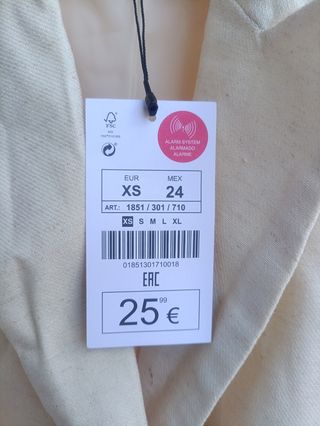 FSC
ALARM SYSTEM
ALARMADO
ALARME
EUR MEX
XS 24
ART.: 1851 / 301 / 710
XS S M L XL
01851301710018
EAC
25 99 €